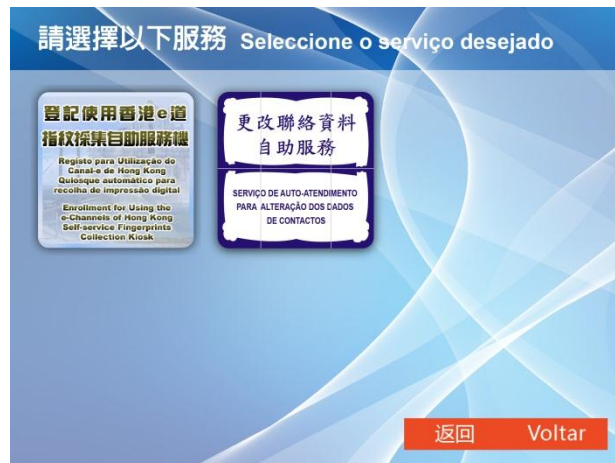 請選擇以下服務 Seleccione o serviço desejado
登記使用香港e道
指紋採集自助服務機
Registo para Utilização do
Canal-e de Hong Kong
Quiosque automático para
recolha de impressão digital
Enrollment for Using the
e-Channels of Hong Kong
Self-service Fingerprints
Collection Kiosk
更改聯絡資料
自助服務
SERVIÇO DE AUTO-ATENDIMENTO
PARA ALTERAÇÃO DOS DADOS
DE CONTACTOS
返回 Voltar